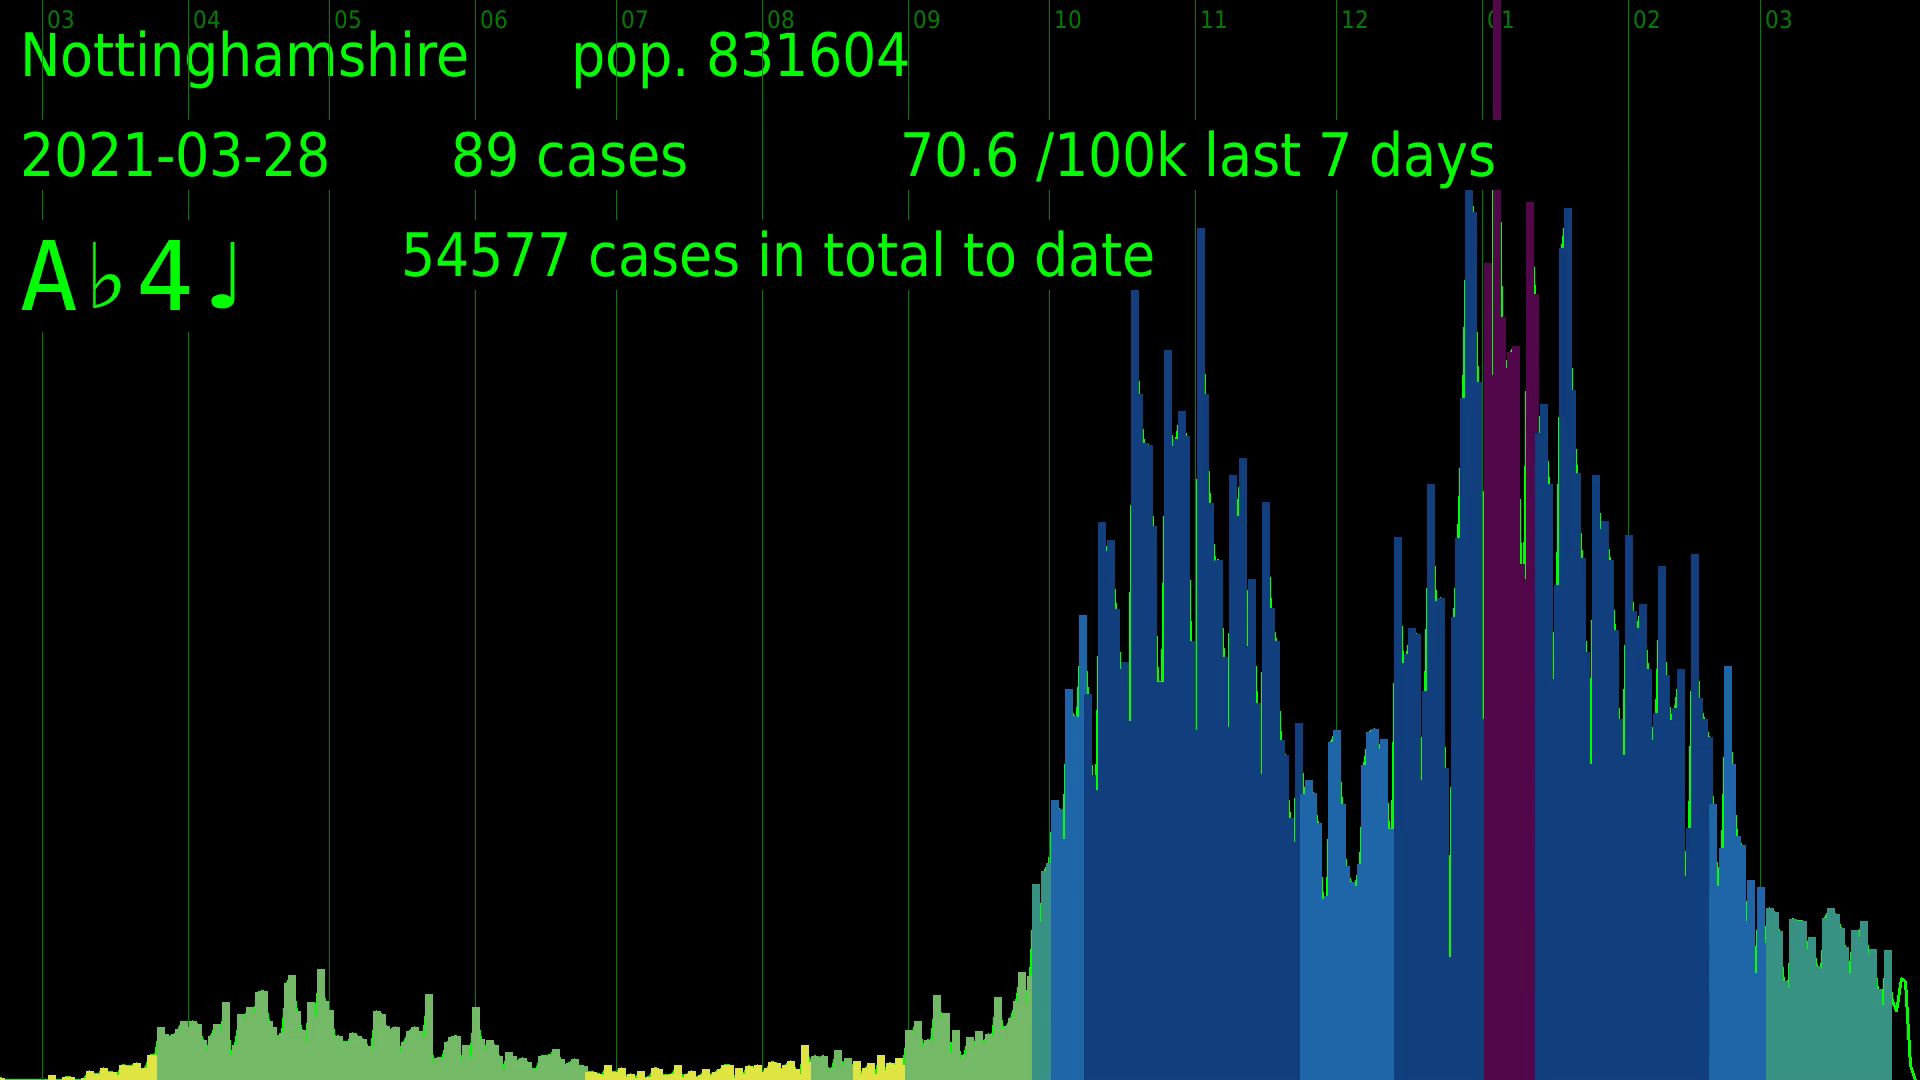 03 04 05 06 07 08 09 10 11 12 01 02 03
Nottinghamshire pop. 831604
2021-03-28 89 cases 70.6 /100k last 7 days
A♭4♩ 54577 cases in total to date